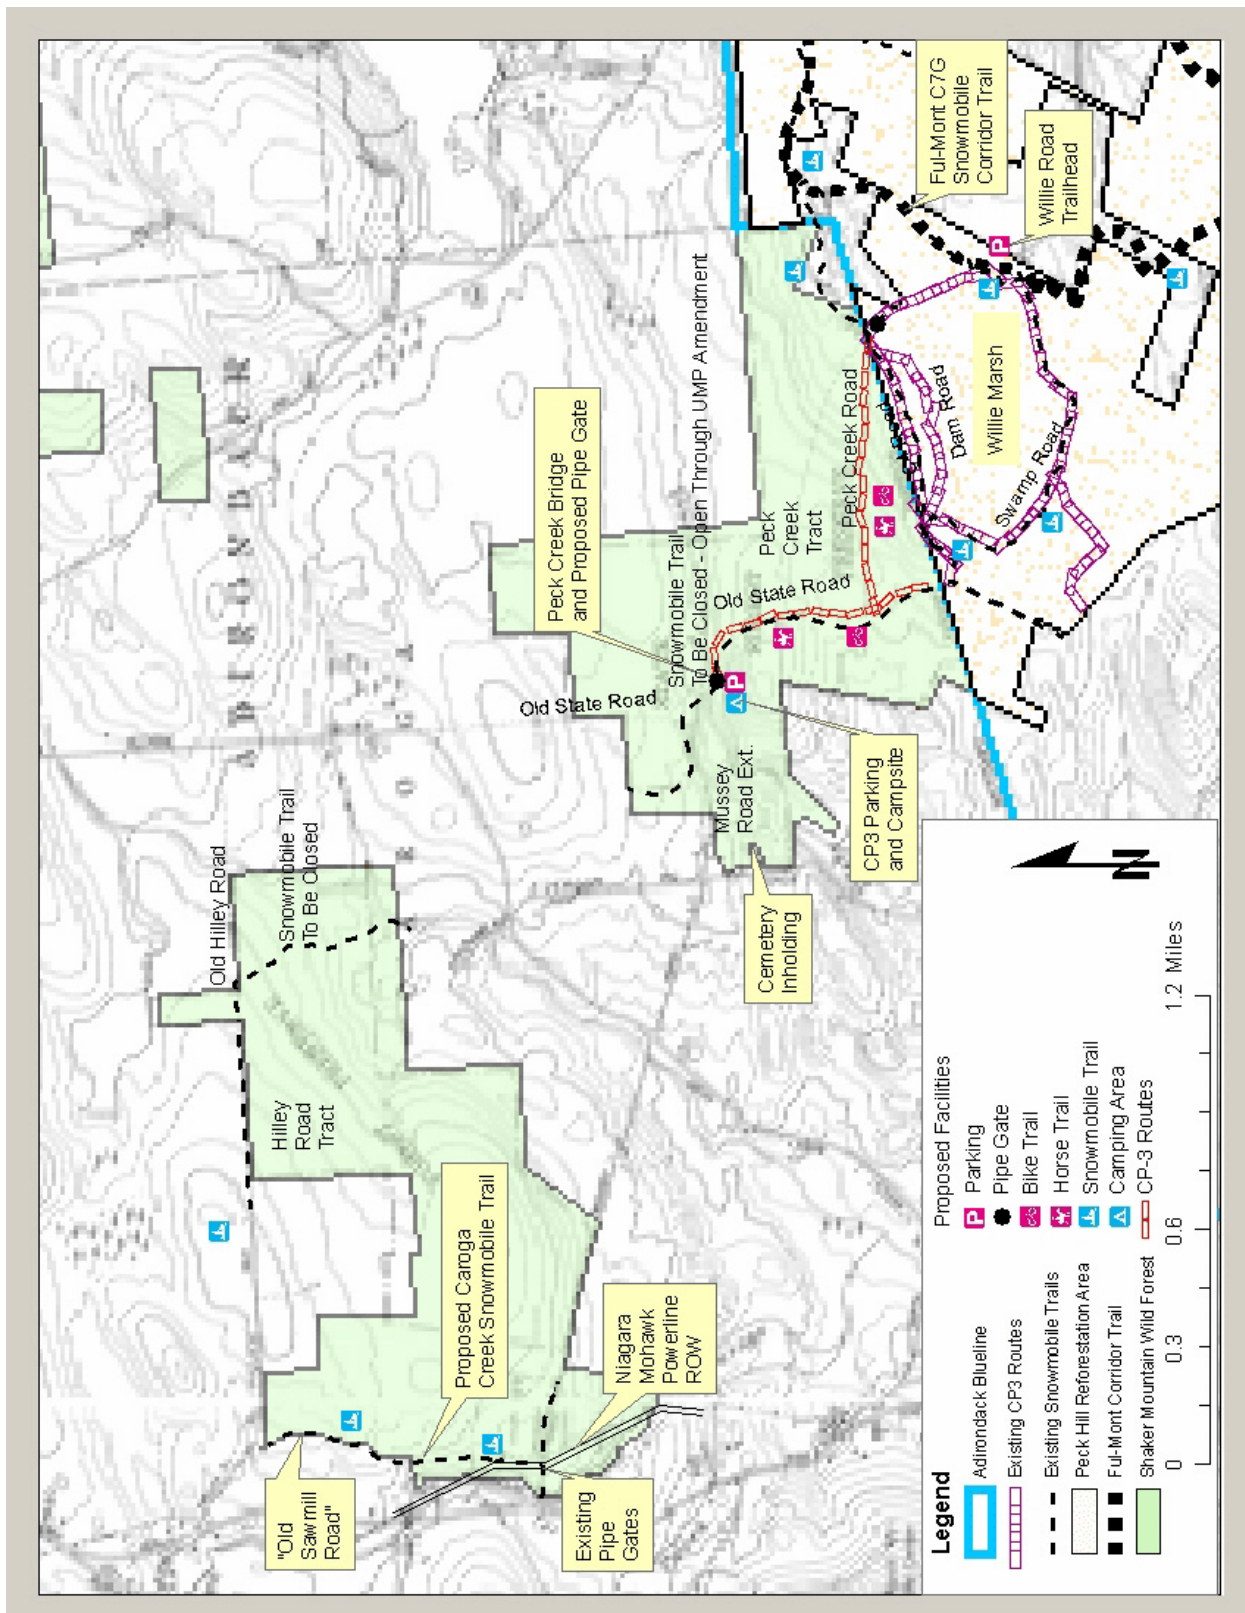 ADIRONDACK
Old Hilley Road
Snowmobile Trail
To Be Closed
Hilley
Road
Tract
"Old
Sawmill
Road"
Proposed Caroga
Creek Snowmobile Trail
Niagara
Mohawk
Powerline
ROW
Existing
Pipe
Gates
Peck Creek Bridge
and Proposed Pipe Gate
Snowmobile Trail
To Be Closed - Open Through UMP Amendment
Old State Road
Old State Road
Peck
Creek
Tract
Peck Creek Road
Mussey
Road Ext.
Cemetery
Inholding
CP3 Parking
and Campsite
Ful-Mont C7G
Snowmobile
Corridor Trail
Willie Road
Trailhead
Dam Road
Willie Marsh
Swamp Road
Legend
Adirondack Blueline
Existing CP3 Routes
Existing Snowmobile Trails
Peck Hill Reforestation Area
Ful-Mont Corridor Trail
Shaker Mountain Wild Forest
Proposed Facilities
P Parking
Pipe Gate
Bike Trail
Horse Trail
Snowmobile Trail
Camping Area
CP-3 Routes
N
0 0.3 0.6 1.2 Miles
P
P